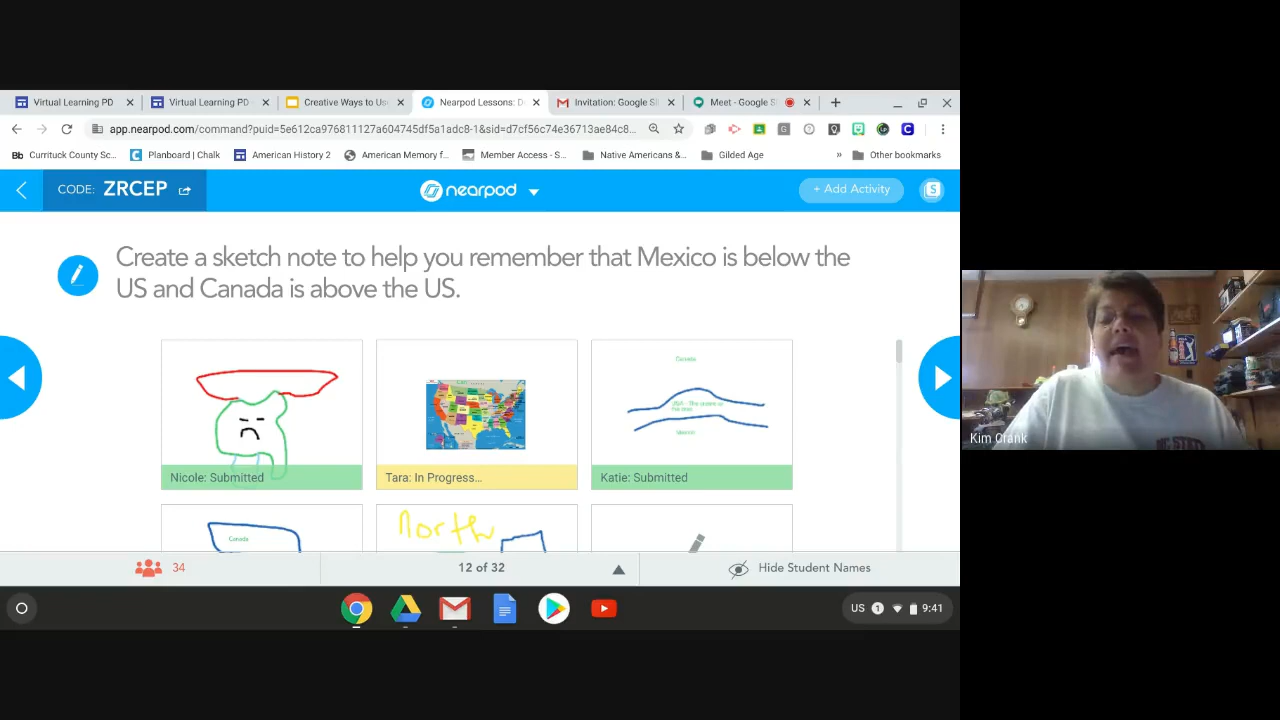 Virtual Learning PD
Virtual Learning PD
Creative Ways to Us
Nearpod Lessons: D
Invitation: Google Sl
Meet - Google S
app.nearpod.com/command?puid=5e612ca976811127a604745df5a1adc8-1&sid=d7cf56c74e36713ae84c8...
Bb Currituck County Sc...
Planboard | Chalk
American History 2
American Memory f...
Member Access - S...
Native Americans &...
Gilded Age
»
Other bookmarks
CODE: ZRCEP
nearpod
+ Add Activity
S
Create a sketch note to help you remember that Mexico is below the
US and Canada is above the US.
Canada
Mexico
Nicole: Submitted
Tara: In Progress...
Katie: Submitted
Canada
North
34
12 of 32
Hide Student Names
US 1 9:41
Kim Crank